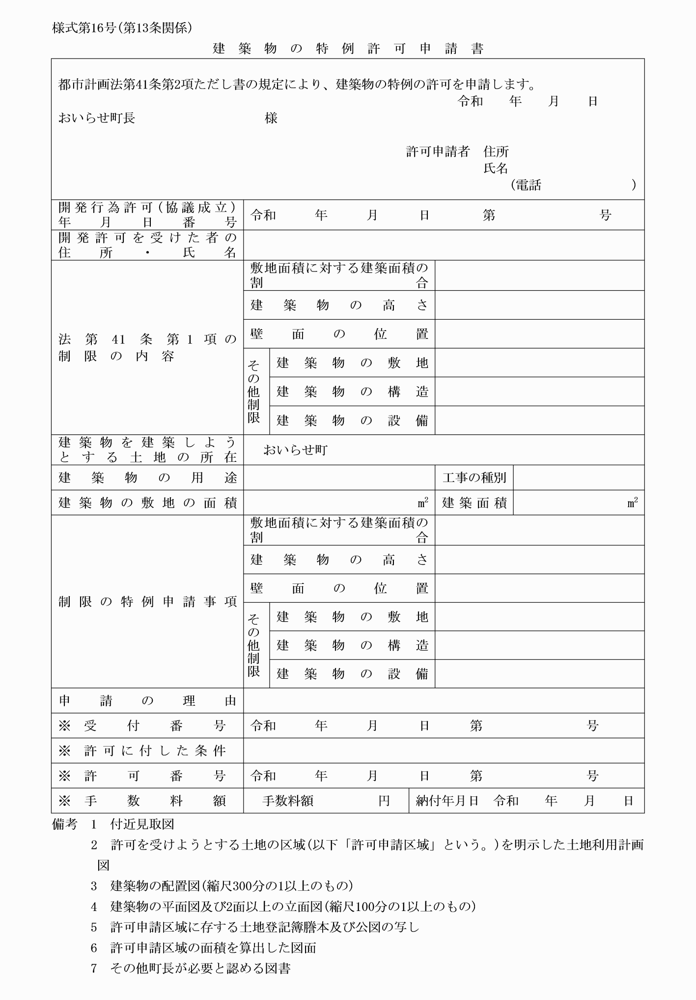 様式第16号(第13条関係)
建築物の特例許可申請書
都市計画法第41条第2項ただし書の規定により、建築物の特例の許可を申請します。
令和 年 月 日
おいらせ町長 様
許可申請者 住所
氏名
(電話 )
開発行為許可(協議成立)
年月日番号
令和 年 月 日 第 号
開発許可を受けた者の
住所・氏名
法第41条第1項の
制限の内容
敷地面積に対する建築面積の
割合
建築物の高さ
壁面の位置
その他制限
建築物の敷地
建築物の構造
建築物の設備
建築物を建築しよう
とする土地の所在
おいらせ町
建築物の用途
工事の種別
建築物の敷地の面積
m²
建築面積
m²
制限の特例申請事項
敷地面積に対する建築面積の
割合
建築物の高さ
壁面の位置
その他制限
建築物の敷地
建築物の構造
建築物の設備
申請の理由
※ 受付番号
令和 年 月 日 第 号
※ 許可に付した条件
※ 許可番号
令和 年 月 日 第 号
※ 手数料額
手数料額 円
納付年月日 令和 年 月 日
備考 1 付近見取図
2 許可を受けようとする土地の区域(以下「許可申請区域」という。)を明示した土地利用計画
図
3 建築物の配置図(縮尺300分の1以上のもの)
4 建築物の平面図及び2面以上の立面図(縮尺100分の1以上のもの)
5 許可申請区域に存する土地登記簿謄本及び公図の写し
6 許可申請区域の面積を算出した図面
7 その他町長が必要と認める図書